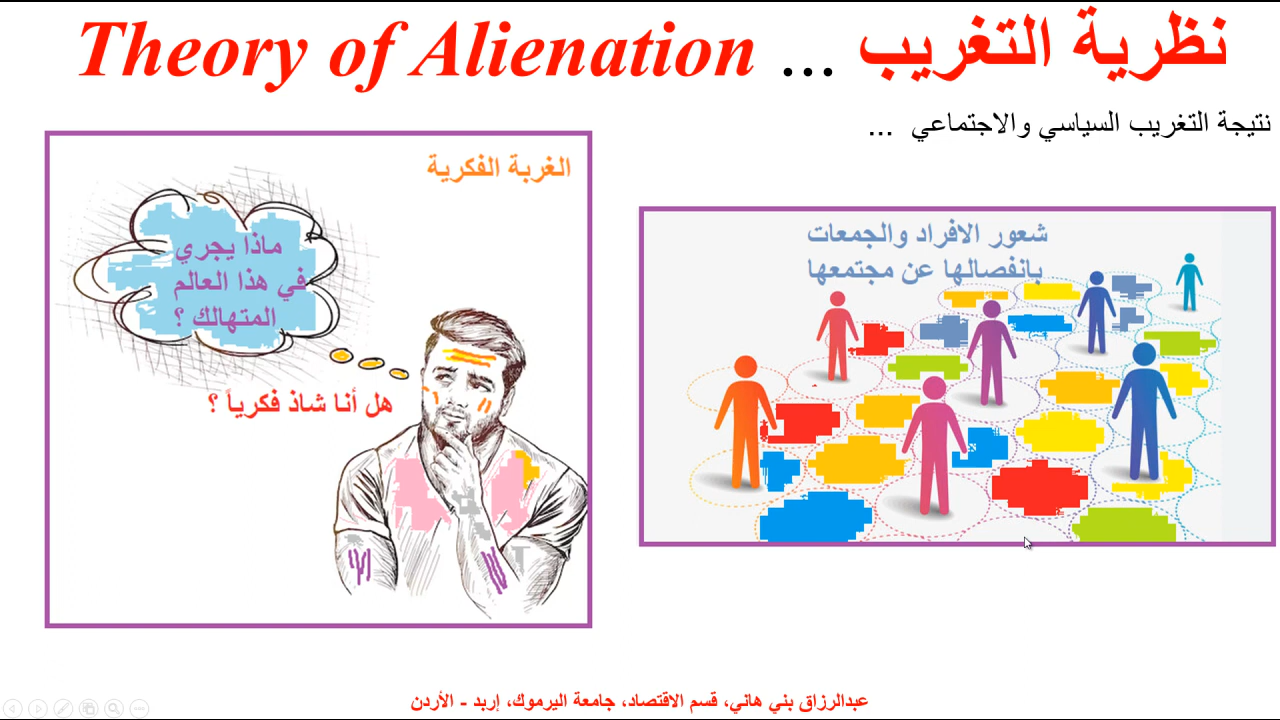 نظرية التغريب ... Theory of Alienation
نتيجة التغريب السياسي والاجتماعي ...
شعور الافراد والجمعات
بانفصالها عن مجتمعها
الغربة الفكرية
ماذا يجري
في هذا العالم
المتهالك ؟
هل أنا شاذ فكرياً ؟
عبدالرزاق بني هاني، قسم الاقتصاد، جامعة اليرموك، إربد - الأردن